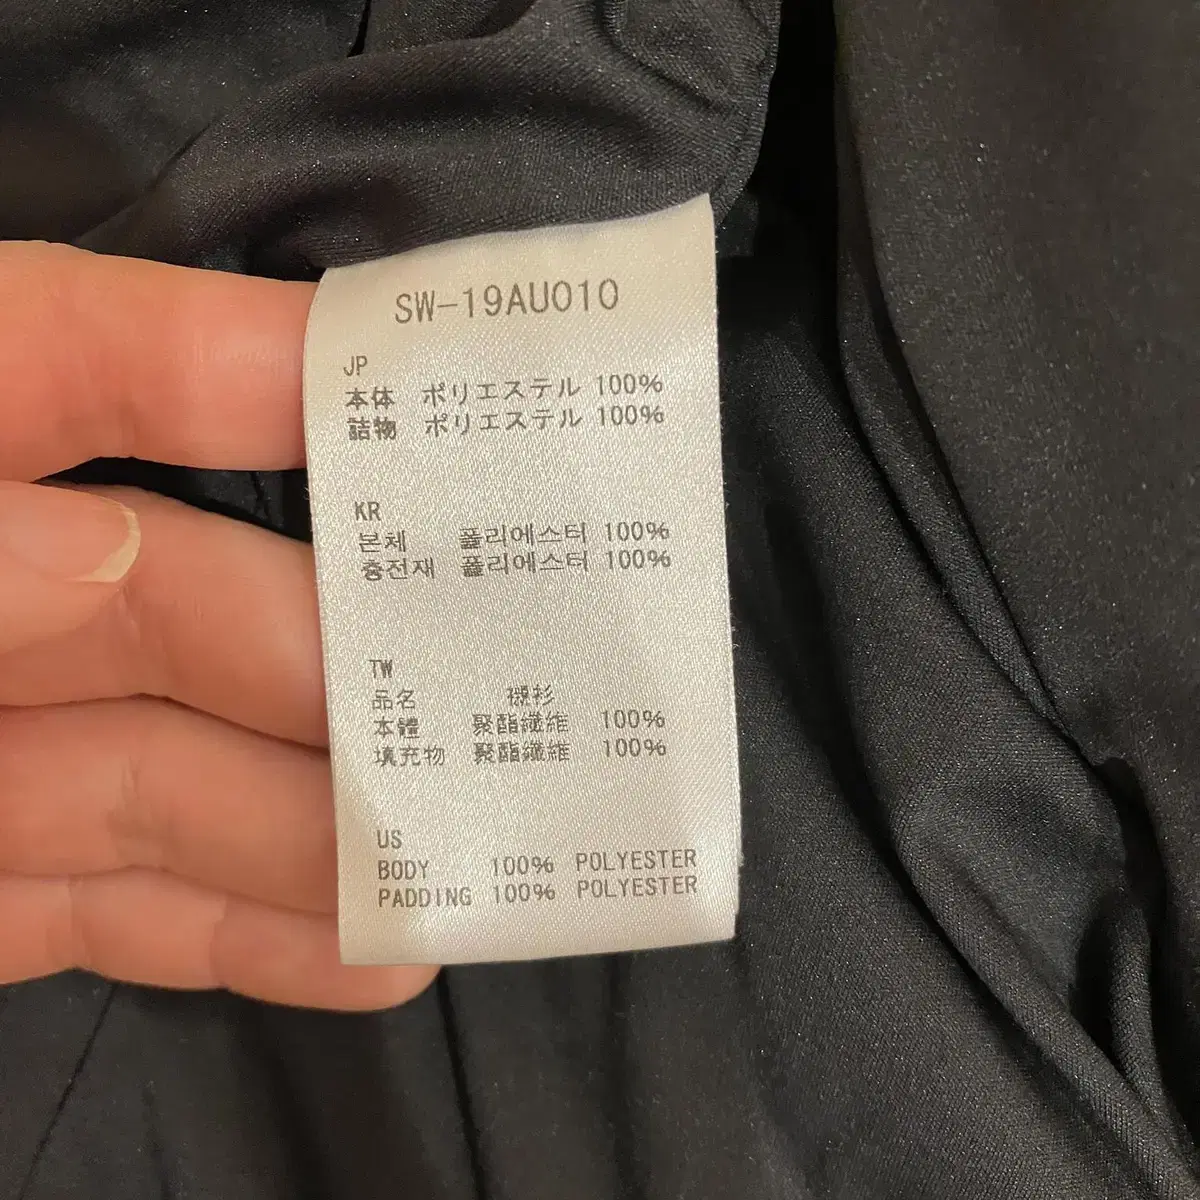 SW-19AU010
JP
本体 ポリエステル 100%
詰物 ポリエステル 100%
KR
본체 폴리에스터 100%
충전재 폴리에스터 100%
TW
品名 襯衫
本體 聚酯纖維 100%
填充物 聚酯纖維 100%
US
BODY 100% POLYESTER
PADDING 100% POLYESTER